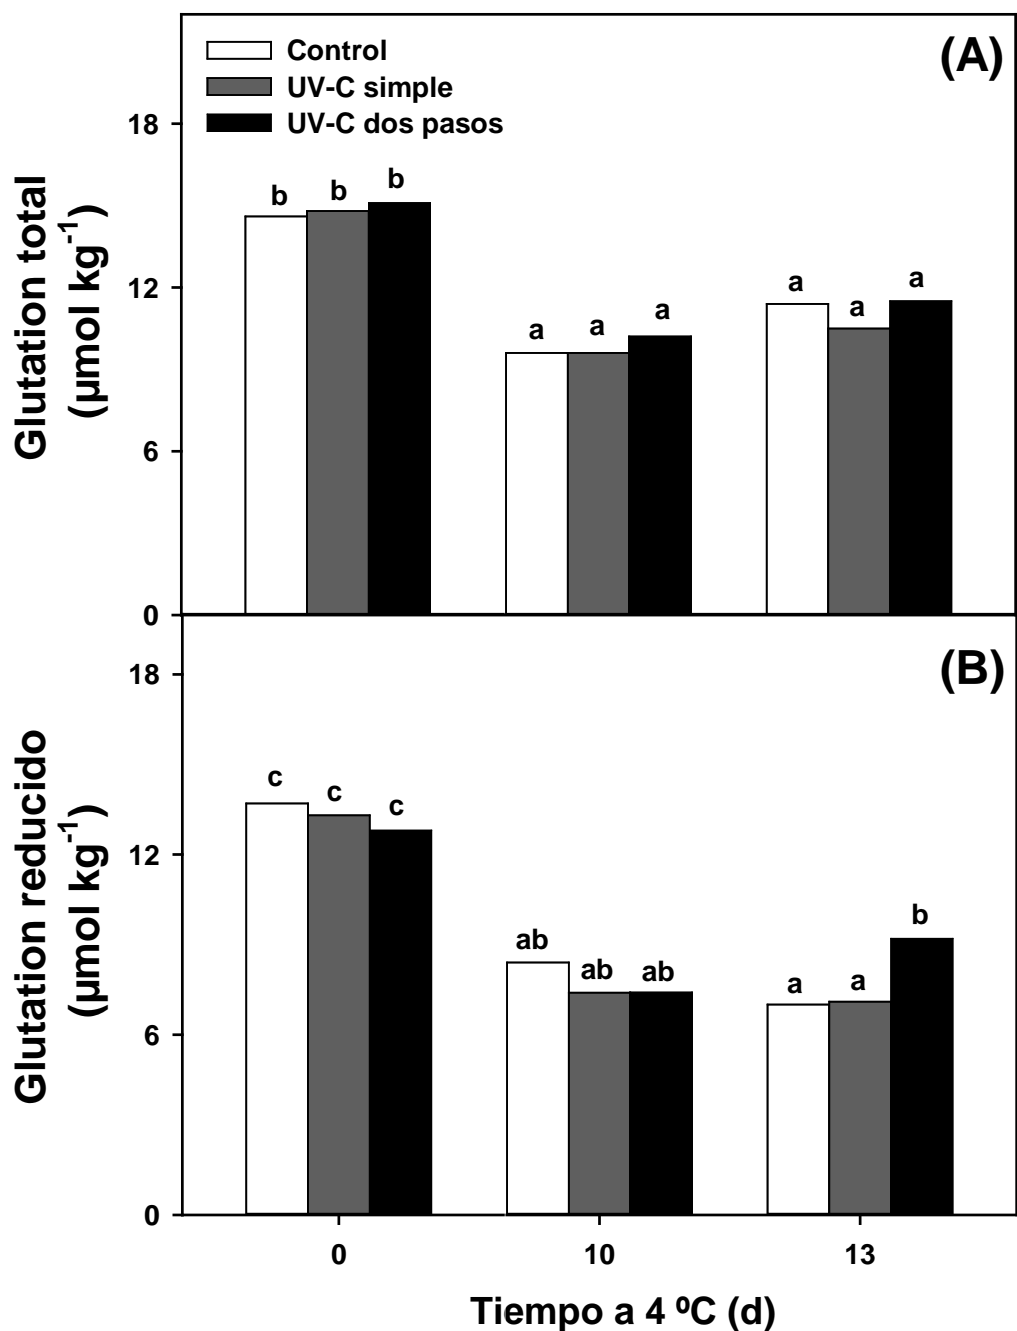 (A)
Control
UV-C simple
UV-C dos pasos
Glutation total
(µmol kg⁻¹)
18
12
6
0
b b b
a a a
a a a
(B)
Glutation reducido
(µmol kg⁻¹)
18
12
6
0
c c c
ab ab ab
a a b
0 10 13
Tiempo a 4 ºC (d)